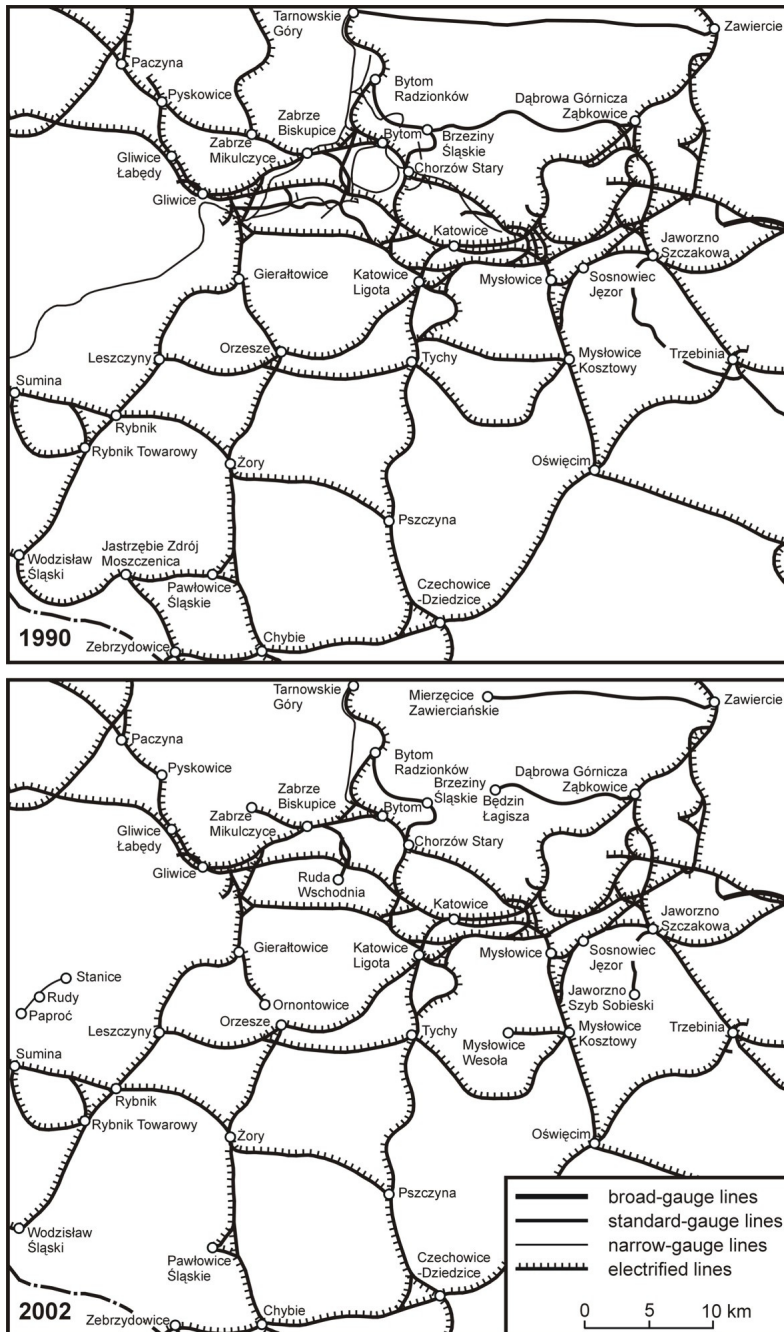 Tarnowskie
Góry
Zawiercie
Paczyna
Bytom
Radzionków
Pyskowice
Dąbrowa Górnicza
Ząbkowice
Zabrze
Biskupice
Zabrze
Mikulczyce
Bytom
Brzeziny
Śląskie
Gliwice
Łabędy
Chorzów Stary
Gliwice
Katowice
Jaworzno
Szczakowa
Gierałtowice
Katowice
Ligota
Mysłowice
Sosnowiec
Jęzor
Leszczyny
Orzesze
Tychy
Mysłowice
Kosztowy
Trzebinia
Sumina
Rybnik
Rybnik Towarowy
Żory
Oświęcim
Pszczyna
Wodzisław
Śląski
Jastrzębie Zdrój
Moszczenica
Pawłowice
Śląskie
Czechowice
-Dziedzice
1990
Zebrzydowice
Chybie
Tarnowskie
Góry
Mierzęcice
Zawierciańskie
Zawiercie
Paczyna
Bytom
Radzionków
Pyskowice
Dąbrowa Górnicza
Ząbkowice
Zabrze
Biskupice
Brzeziny
Śląskie
Będzin
Łagisza
Zabrze
Mikulczyce
Bytom
Gliwice
Łabędy
Chorzów Stary
Gliwice
Ruda
Wschodnia
Katowice
Jaworzno
Szczakowa
Gierałtowice
Katowice
Ligota
Mysłowice
Sosnowiec
Jęzor
Stanice
Rudy
Paproć
Ornontowice
Jaworzno
Szyb Sobieski
Leszczyny
Orzesze
Tychy
Mysłowice
Wesoła
Mysłowice
Kosztowy
Trzebinia
Sumina
Rybnik
Rybnik Towarowy
Żory
Oświęcim
Pszczyna
Wodzisław
Śląski
Pawłowice
Śląskie
Czechowice
-Dziedzice
2002
Zebrzydowice
Chybie
broad-gauge lines
standard-gauge lines
narrow-gauge lines
electrified lines
0 5 10 km